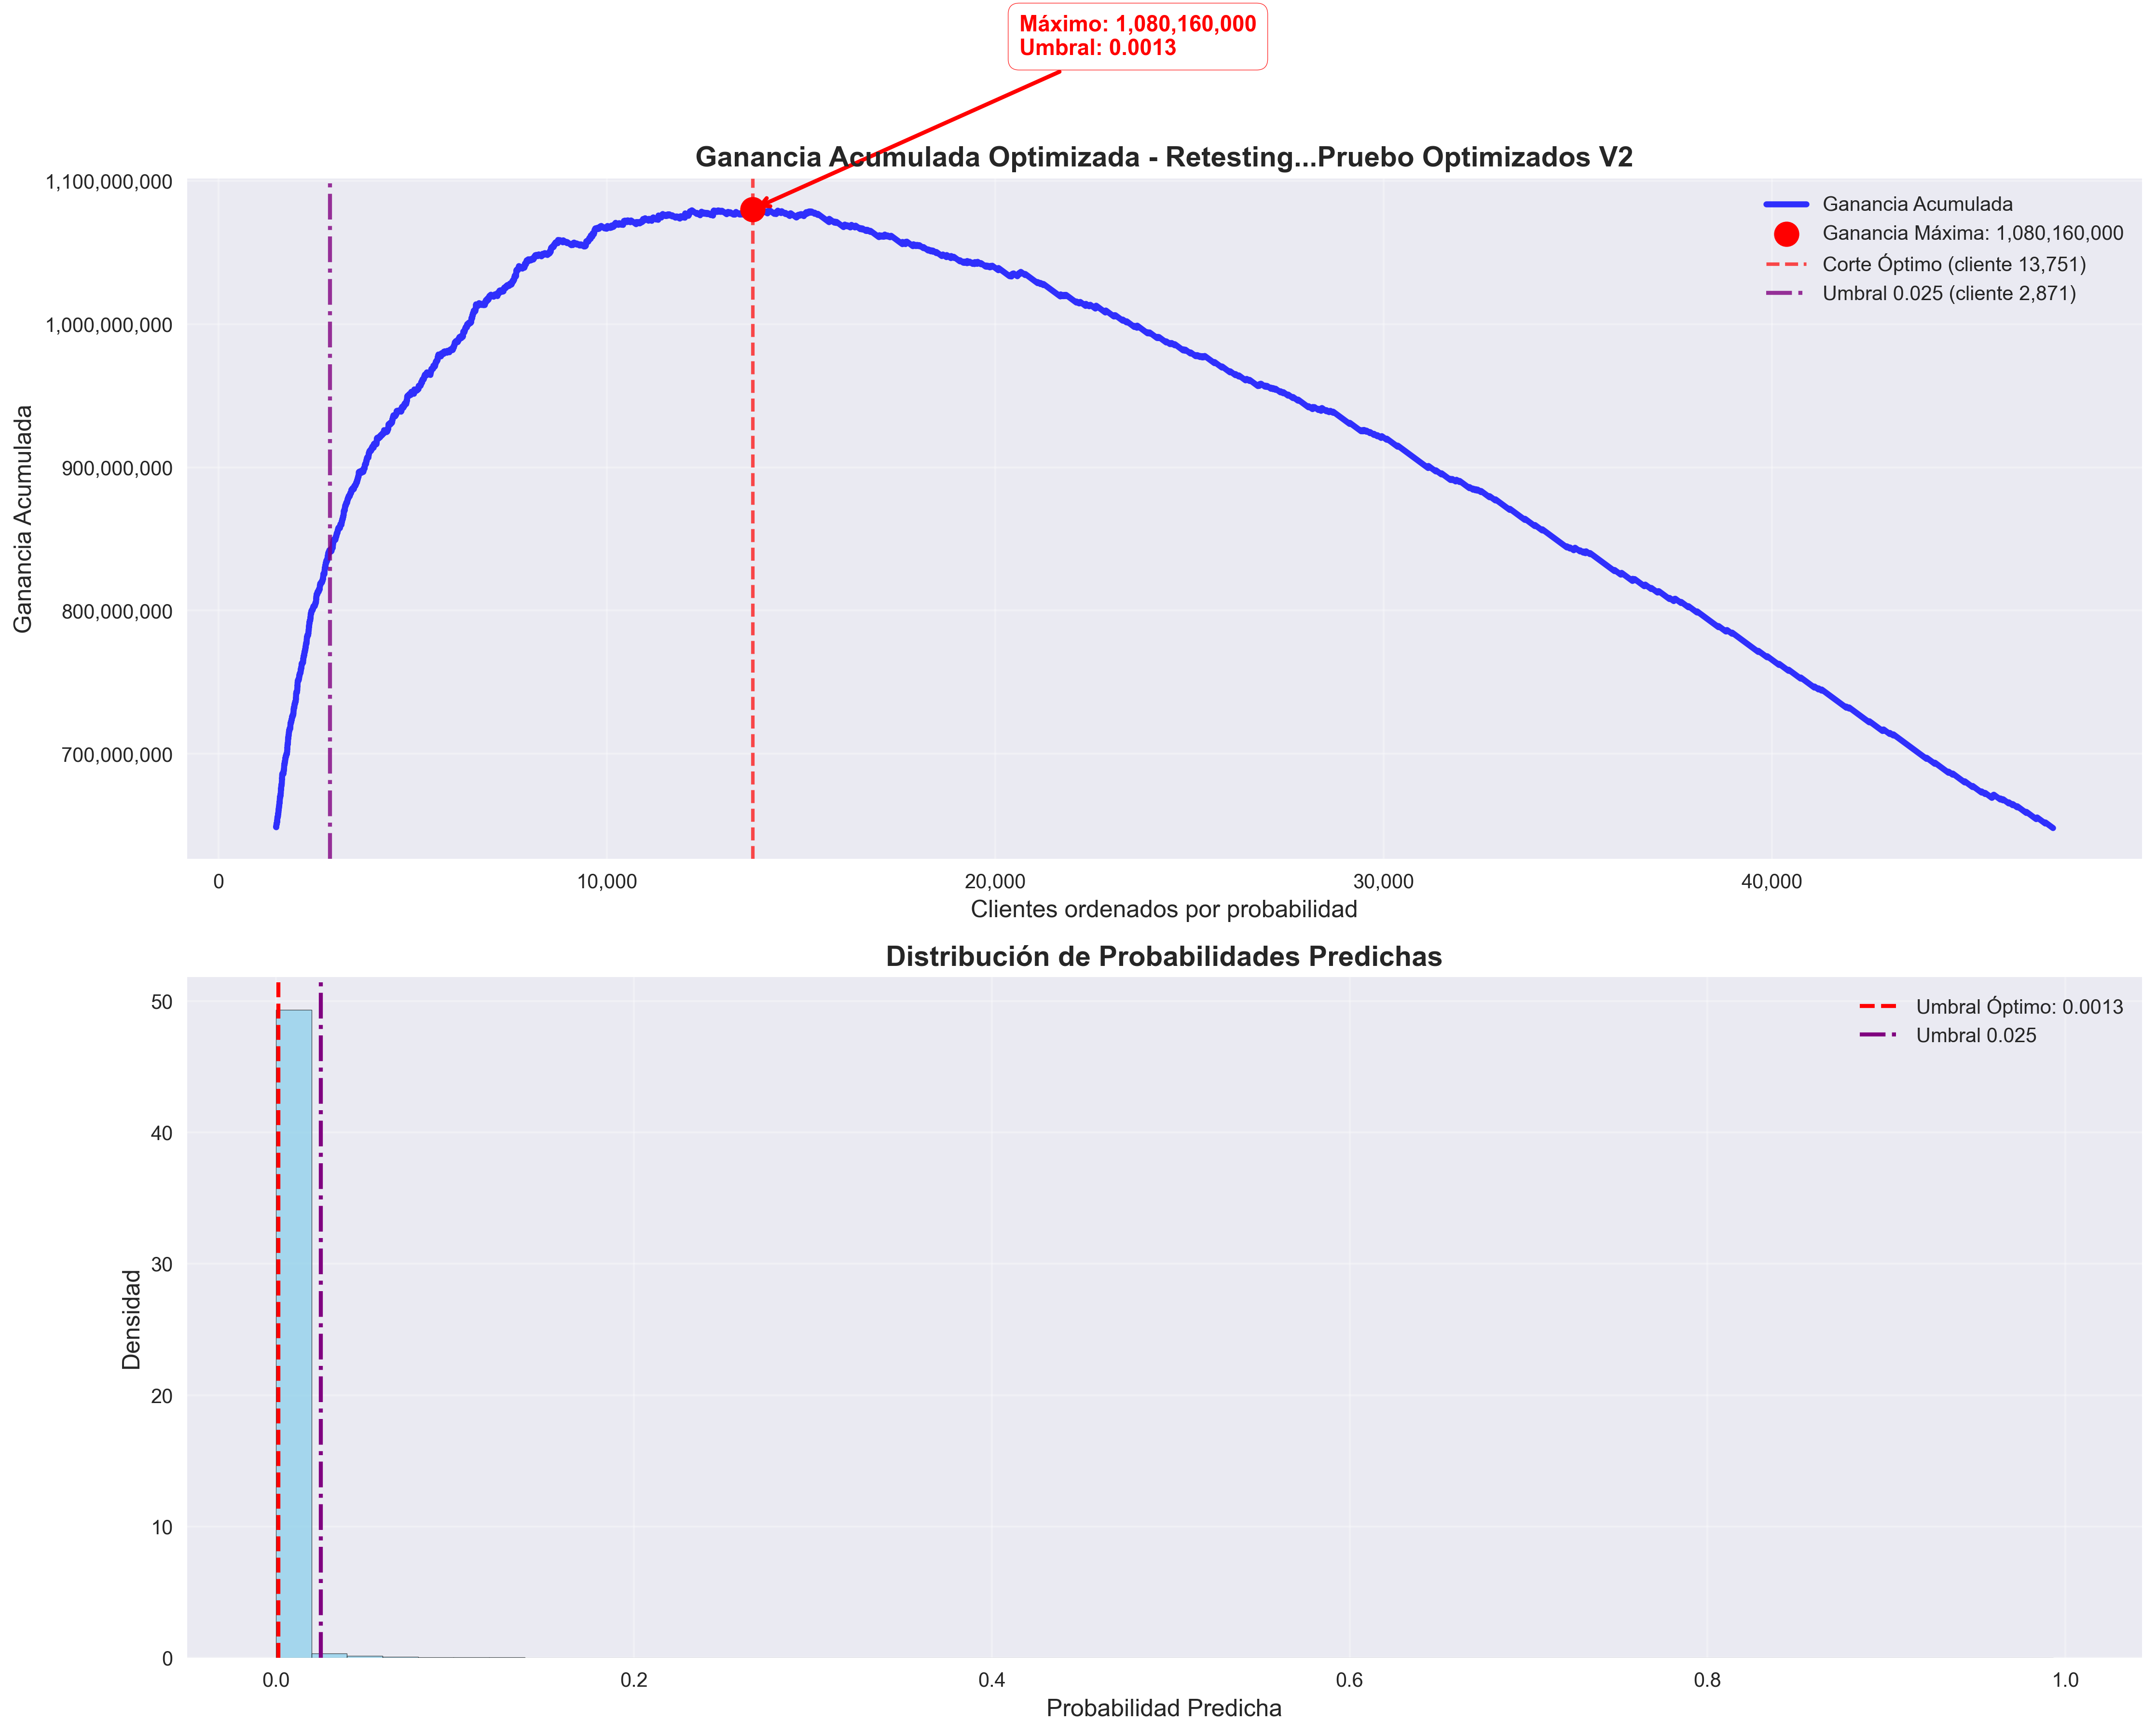 Máximo: 1,080,160,000
Umbral: 0.0013
Ganancia Acumulada Optimizada - Retesting...Pruebo Optimizados V2
1,100,000,000
1,000,000,000
900,000,000
800,000,000
700,000,000
Ganancia Acumulada
Ganancia Acumulada
Ganancia Máxima: 1,080,160,000
Corte Óptimo (cliente 13,751)
Umbral 0.025 (cliente 2,871)
0
10,000
20,000
30,000
40,000
Clientes ordenados por probabilidad
Distribución de Probabilidades Predichas
50
40
30
20
10
0
Densidad
Umbral Óptimo: 0.0013
Umbral 0.025
0.0
0.2
0.4
0.6
0.8
1.0
Probabilidad Predicha